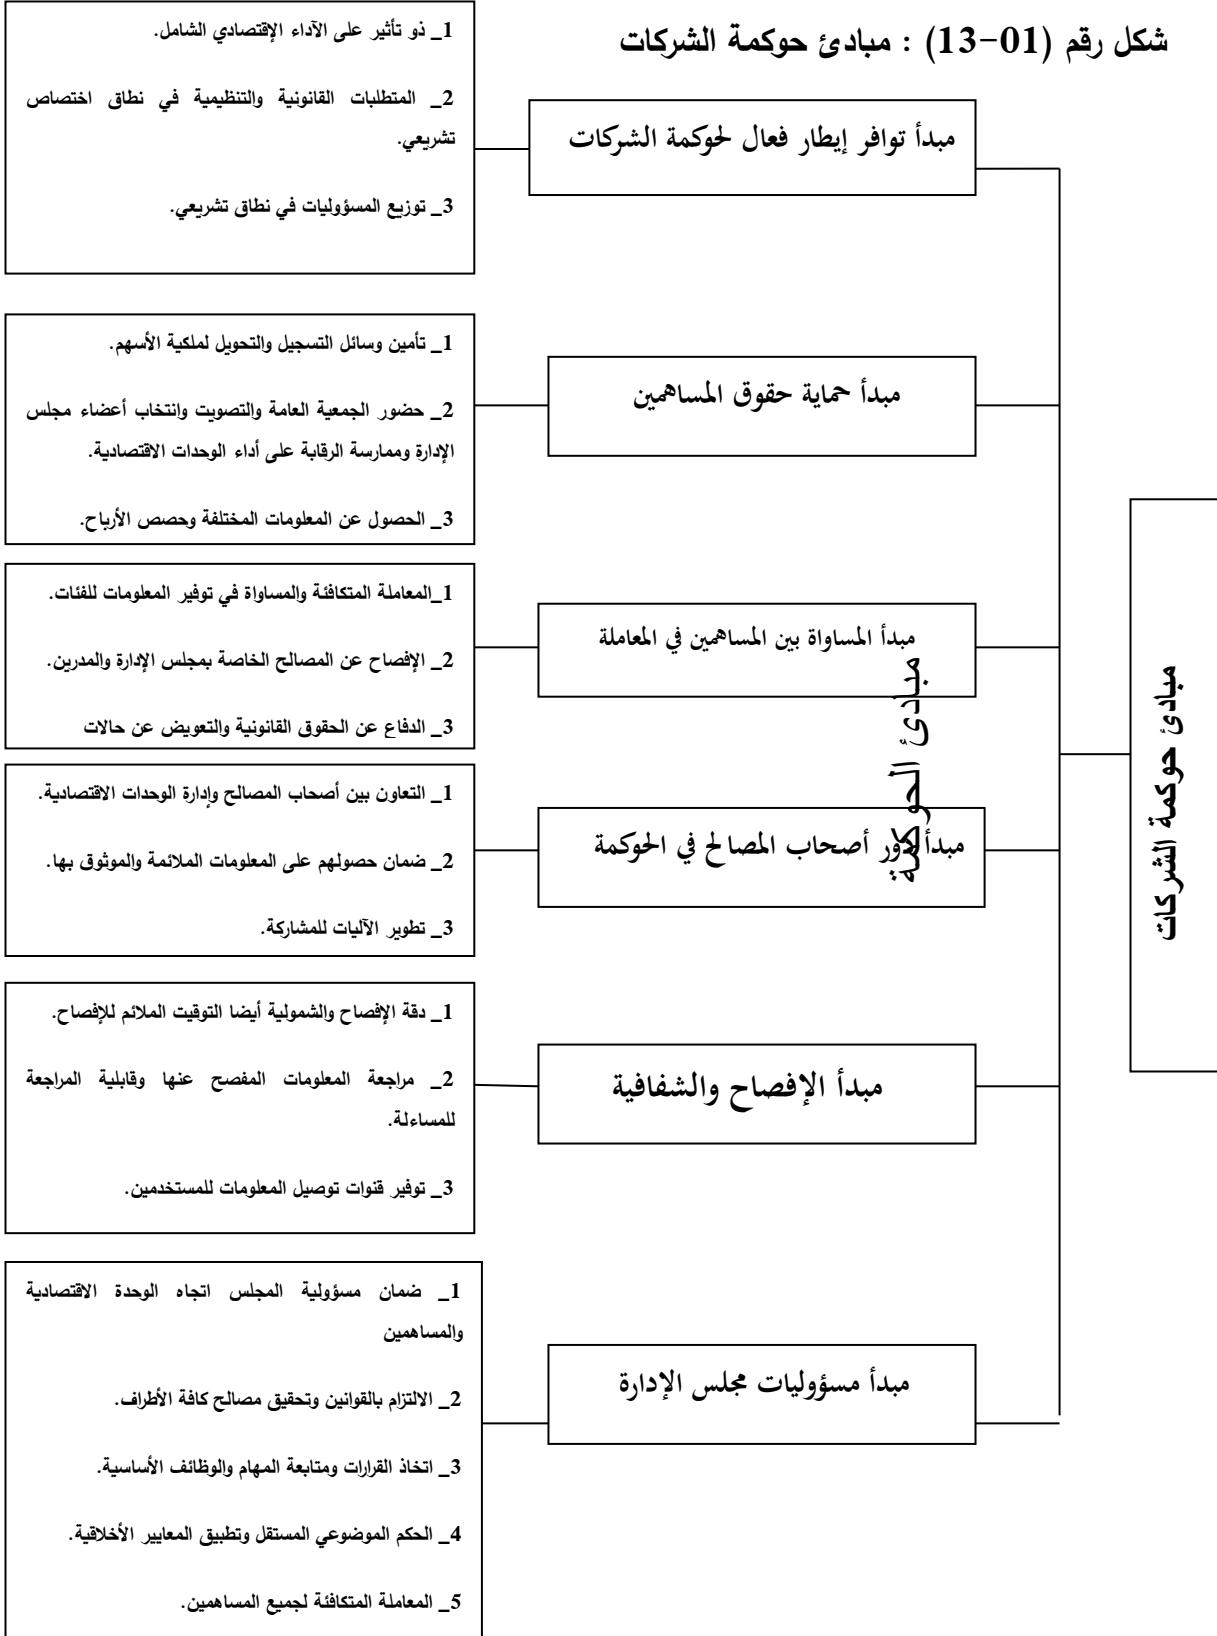 شكل رقم (01-13) : مبادئ حوكمة الشركات
مبادئ حوكمة الشركات
مبادئ الحوكمة
مبدأ توافر إيطار فعال لحوكمة الشركات
1_ ذو تأثير على الآداء الإقتصادي الشامل.
2_ المتطلبات القانونية والتنظيمية في نطاق اختصاص
تشريعي.
3_ توزيع المسؤوليات في نطاق تشريعي.
مبدأ حماية حقوق المساهمين
1_ تأمين وسائل التسجيل والتحويل لملكية الأسهم.
2_ حضور الجمعية العامة والتصويت وانتخاب أعضاء مجلس
الإدارة وممارسة الرقابة على أداء الوحدات الاقتصادية.
3_ الحصول عن المعلومات المختلفة وحصص الأرباح.
مبدأ المساواة بين المساهمين في المعاملة
1_المعاملة المتكافئة والمساواة في توفير المعلومات للفئات.
2_ الإفصاح عن المصالح الخاصة بمجلس الإدارة والمدرين.
3_ الدفاع عن الحقوق القانونية والتعويض عن حالات
مبدأ دور أصحاب المصالح في الحوكمة
1_ التعاون بين أصحاب المصالح وإدارة الوحدات الاقتصادية.
2_ ضمان حصولهم على المعلومات الملائمة والموثوق بها.
3_ تطوير الآليات للمشاركة.
مبدأ الإفصاح والشفافية
1_ دقة الإفصاح والشمولية أيضا التوقيت الملائم للإفصاح.
2_ مراجعة المعلومات المفصح عنها وقابلية المراجعة
للمساءلة.
3_ توفير قنوات توصيل المعلومات للمستخدمين.
مبدأ مسؤوليات مجلس الإدارة
1_ ضمان مسؤولية المجلس اتجاه الوحدة الاقتصادية
والمساهمين
2_ الالتزام بالقوانين وتحقيق مصالح كافة الأطراف.
3_ اتخاذ القرارات ومتابعة المهام والوظائف الأساسية.
4_ الحكم الموضوعي المستقل وتطبيق المعايير الأخلاقية.
5_ المعاملة المتكافئة لجميع المساهمين.